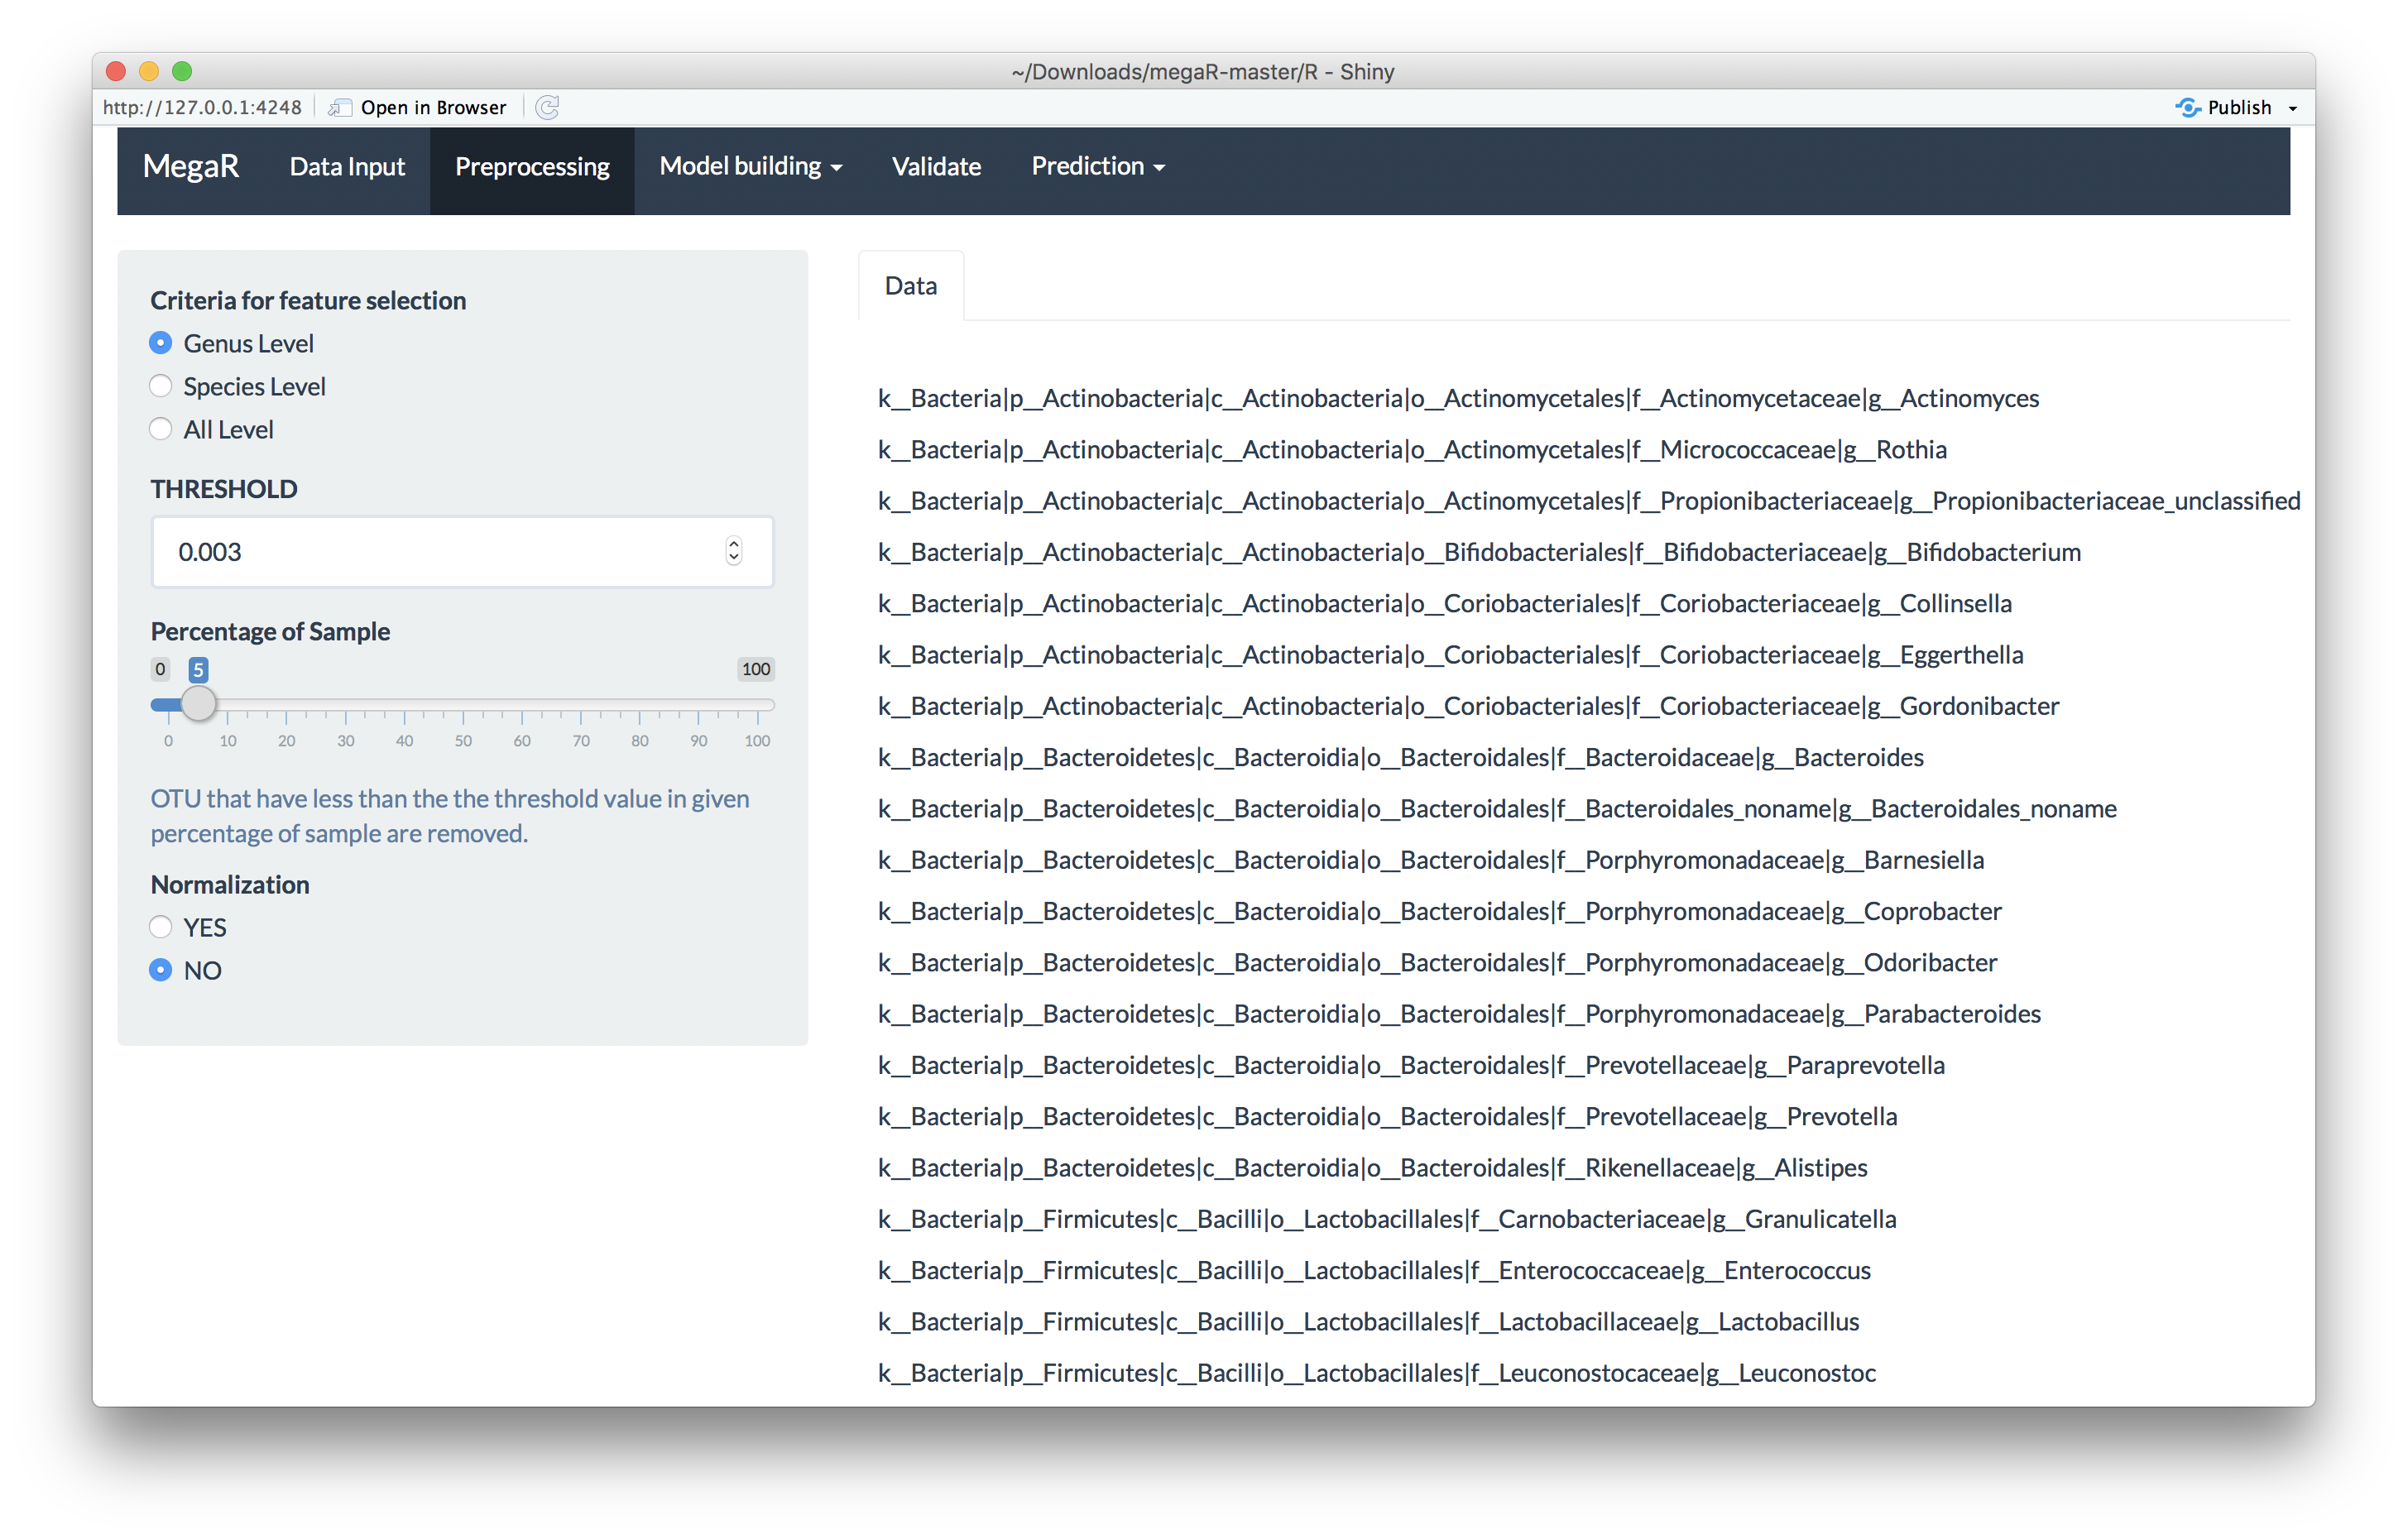 ~/Downloads/megaR-master/R - Shiny
http://127.0.0.1:4248 Open in Browser Publish
MegaR Data Input Preprocessing Model building Validate Prediction
Criteria for feature selection
Genus Level
Species Level
All Level
THRESHOLD
0.003
Percentage of Sample
0 5 100
0 10 20 30 40 50 60 70 80 90 100
OTU that have less than the the threshold value in given
percentage of sample are removed.
Normalization
YES
NO
Data
k__Bacteria|p__Actinobacteria|c__Actinobacteria|o__Actinomycetales|f__Actinomycetaceae|g__Actinomyces
k__Bacteria|p__Actinobacteria|c__Actinobacteria|o__Actinomycetales|f__Micrococcaceae|g__Rothia
k__Bacteria|p__Actinobacteria|c__Actinobacteria|o__Actinomycetales|f__Propionibacteriaceae|g__Propionibacteriaceae_unclassified
k__Bacteria|p__Actinobacteria|c__Actinobacteria|o__Bifidobacteriales|f__Bifidobacteriaceae|g__Bifidobacterium
k__Bacteria|p__Actinobacteria|c__Actinobacteria|o__Coriobacteriales|f__Coriobacteriaceae|g__Collinsella
k__Bacteria|p__Actinobacteria|c__Actinobacteria|o__Coriobacteriales|f__Coriobacteriaceae|g__Eggerthella
k__Bacteria|p__Actinobacteria|c__Actinobacteria|o__Coriobacteriales|f__Coriobacteriaceae|g__Gordonibacter
k__Bacteria|p__Bacteroidetes|c__Bacteroidia|o__Bacteroidales|f__Bacteroidaceae|g__Bacteroides
k__Bacteria|p__Bacteroidetes|c__Bacteroidia|o__Bacteroidales|f__Bacteroidales_noname|g__Bacteroidales_noname
k__Bacteria|p__Bacteroidetes|c__Bacteroidia|o__Bacteroidales|f__Porphyromonadaceae|g__Barnesiella
k__Bacteria|p__Bacteroidetes|c__Bacteroidia|o__Bacteroidales|f__Porphyromonadaceae|g__Coprobacter
k__Bacteria|p__Bacteroidetes|c__Bacteroidia|o__Bacteroidales|f__Porphyromonadaceae|g__Odoribacter
k__Bacteria|p__Bacteroidetes|c__Bacteroidia|o__Bacteroidales|f__Porphyromonadaceae|g__Parabacteroides
k__Bacteria|p__Bacteroidetes|c__Bacteroidia|o__Bacteroidales|f__Prevotellaceae|g__Paraprevotella
k__Bacteria|p__Bacteroidetes|c__Bacteroidia|o__Bacteroidales|f__Prevotellaceae|g__Prevotella
k__Bacteria|p__Bacteroidetes|c__Bacteroidia|o__Bacteroidales|f__Rikenellaceae|g__Alistipes
k__Bacteria|p__Firmicutes|c__Bacilli|o__Lactobacillales|f__Carnobacteriaceae|g__Granulicatella
k__Bacteria|p__Firmicutes|c__Bacilli|o__Lactobacillales|f__Enterococcaceae|g__Enterococcus
k__Bacteria|p__Firmicutes|c__Bacilli|o__Lactobacillales|f__Lactobacillaceae|g__Lactobacillus
k__Bacteria|p__Firmicutes|c__Bacilli|o__Lactobacillales|f__Leuconostocaceae|g__Leuconostoc